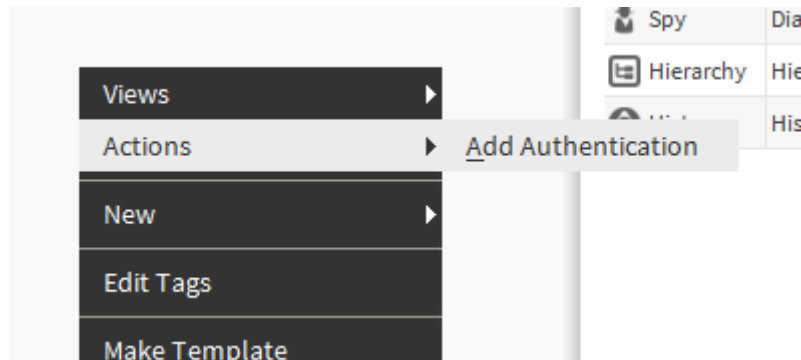 Spy Dia
Hierarchy Hie
His
Views
Actions
Add Authentication
New
Edit Tags
Make Template